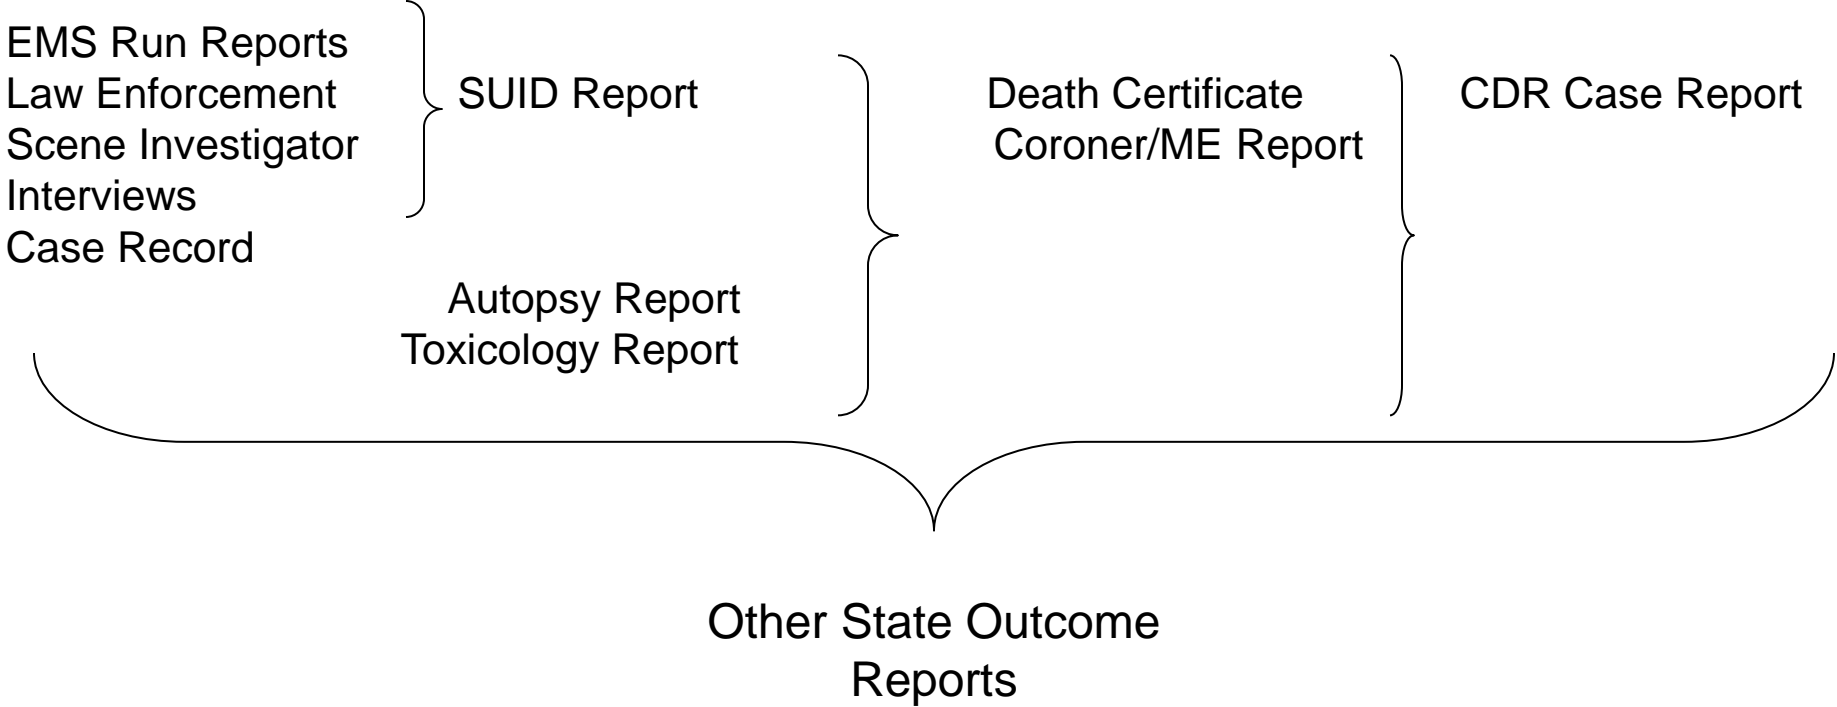 EMS Run Reports
Law Enforcement
Scene Investigator
Interviews
Case Record
SUID Report
Autopsy Report
Toxicology Report
Death Certificate
Coroner/ME Report
CDR Case Report
Other State Outcome
Reports